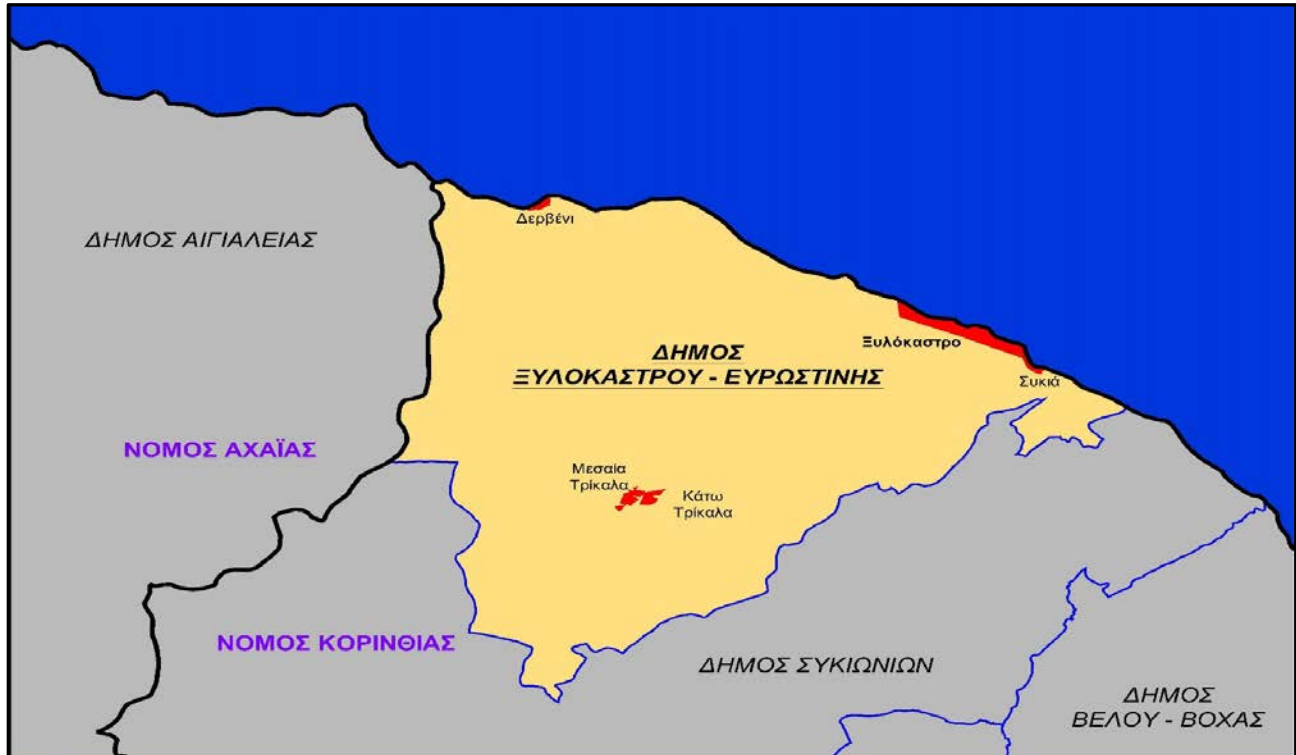 Δερβένι
ΔΗΜΟΣ ΑΙΓΙΑΛΕΙΑΣ
Ξυλόκαστρο
ΔΗΜΟΣ
ΞΥΛΟΚΑΣΤΡΟΥ - ΕΥΡΩΣΤΙΝΗΣ
Συκιά
ΝΟΜΟΣ ΑΧΑΪΑΣ
Μεσαία
Τρίκαλα
Κάτω
Τρίκαλα
ΝΟΜΟΣ ΚΟΡΙΝΘΙΑΣ
ΔΗΜΟΣ ΣΥΚΙΩΝΙΩΝ
ΔΗΜΟΣ
ΒΕΛΟΥ - ΒΟΧΑΣ